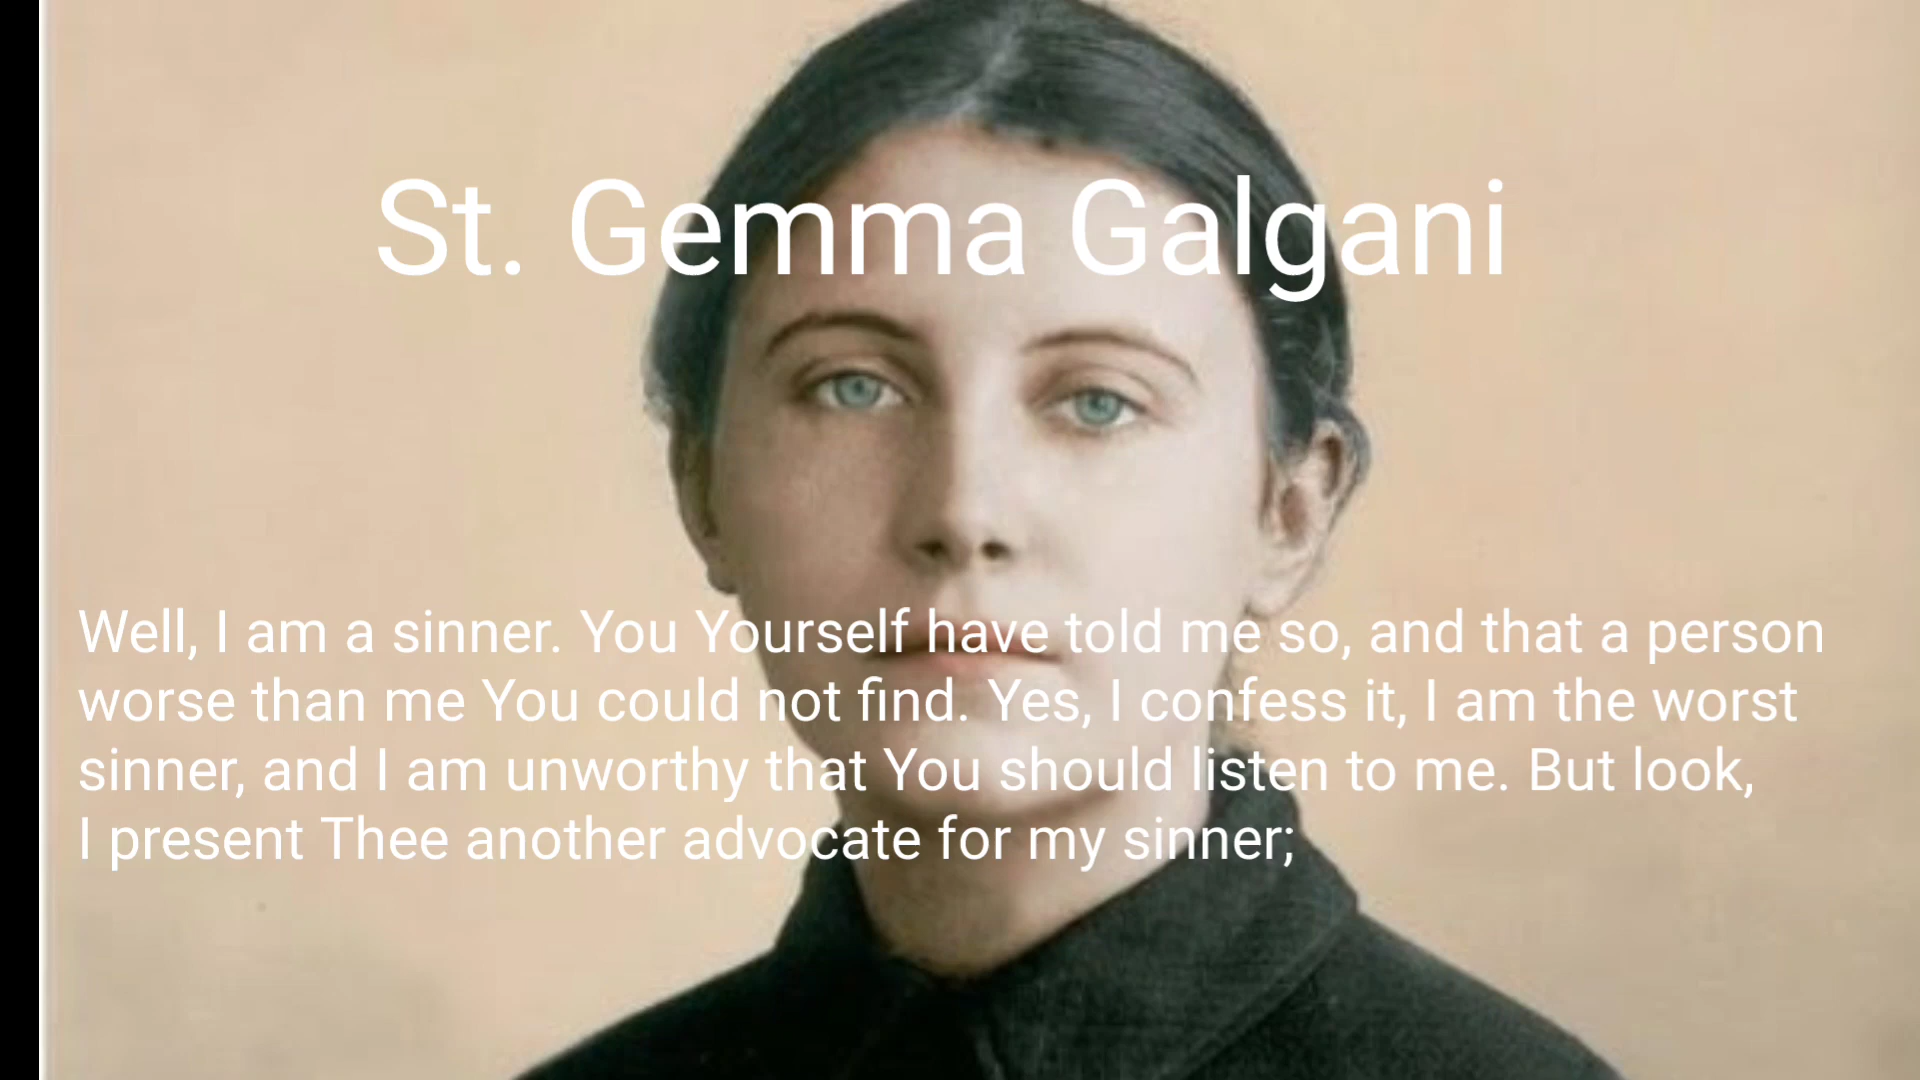 St. Gemma Galgani
Well, I am a sinner. You Yourself have told me so, and that a person
worse than me You could not find. Yes, I confess it, I am the worst
sinner, and I am unworthy that You should listen to me. But look,
I present Thee another advocate for my sinner;